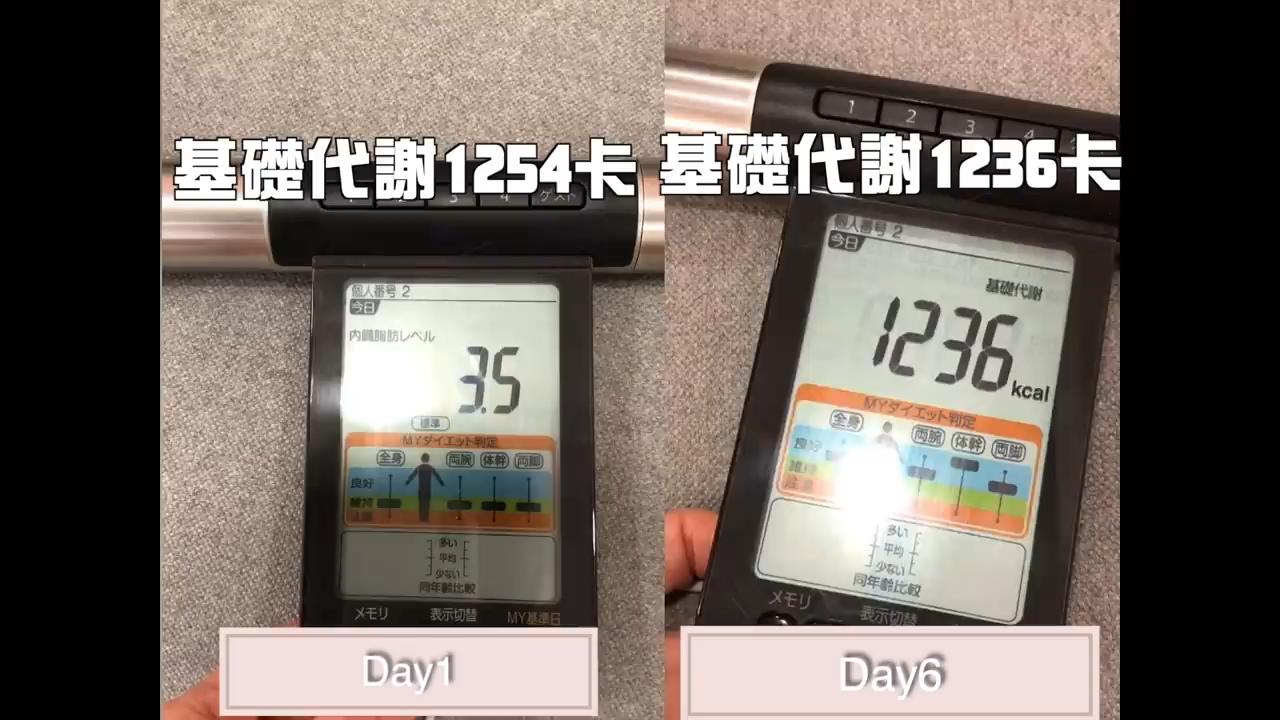 基礎代謝1254卡
1 2 3 4 ゲスト
個人番号 2
今日
内臓脂肪レベル
3.5
標準
MYダイエット判定
全身 両腕 体幹 両脚
良好
維持
注意
多い
平均
少ない
同年齢比較
メモリ 表示切替 MY基準日
Day1
基礎代謝1236卡
1 2 3 4
個人番号 2
今日
基礎代謝
1236 kcal
MYダイエット判定
全身 両腕 体幹 両脚
良好
維持
注意
多い
平均
少ない
同年齢比較
メモリ 表示切替
Day6